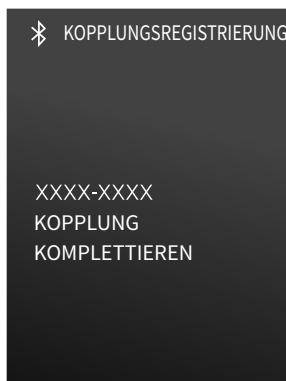 KOPPLUNGSREGISTRIERUNG
XXXX-XXXX
KOPPLUNG
KOMPLETTIEREN